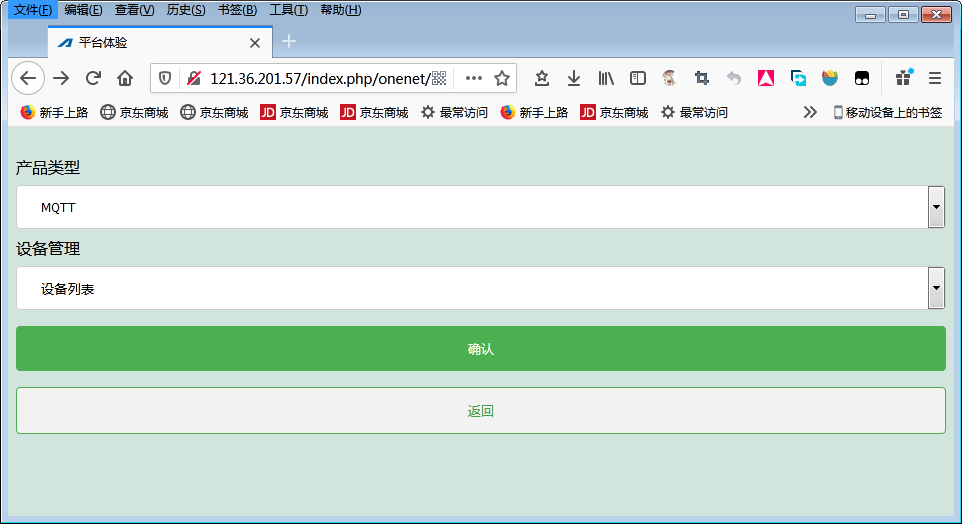 文件(F) 编辑(E) 查看(V) 历史(S) 书签(B) 工具(T) 帮助(H)
平台体验
121.36.201.57/index.php/onenet/
新手上路 京东商城 京东商城 JD 京东商城 JD 京东商城 最常访问 新手上路 JD 京东商城 最常访问 移动设备上的书签
产品类型
MQTT
设备管理
设备列表
确认
返回